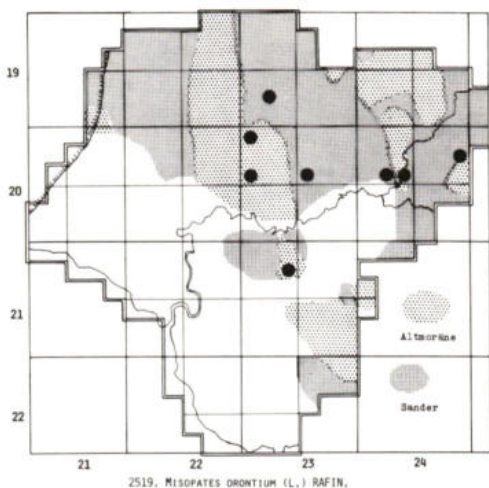 19
20
21
22
Altmoräne
Sander
21 22 23 24
2519. MISOPATES ORONTIUM (L.) RAFIN.